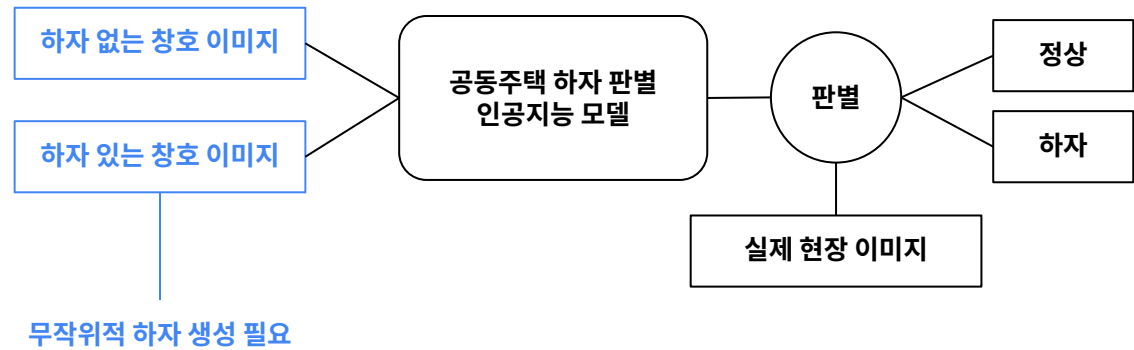 하자 없는 창호 이미지
하자 있는 창호 이미지
무작위적 하자 생성 필요
공동주택 하자 판별
인공지능 모델
판별
실제 현장 이미지
정상
하자